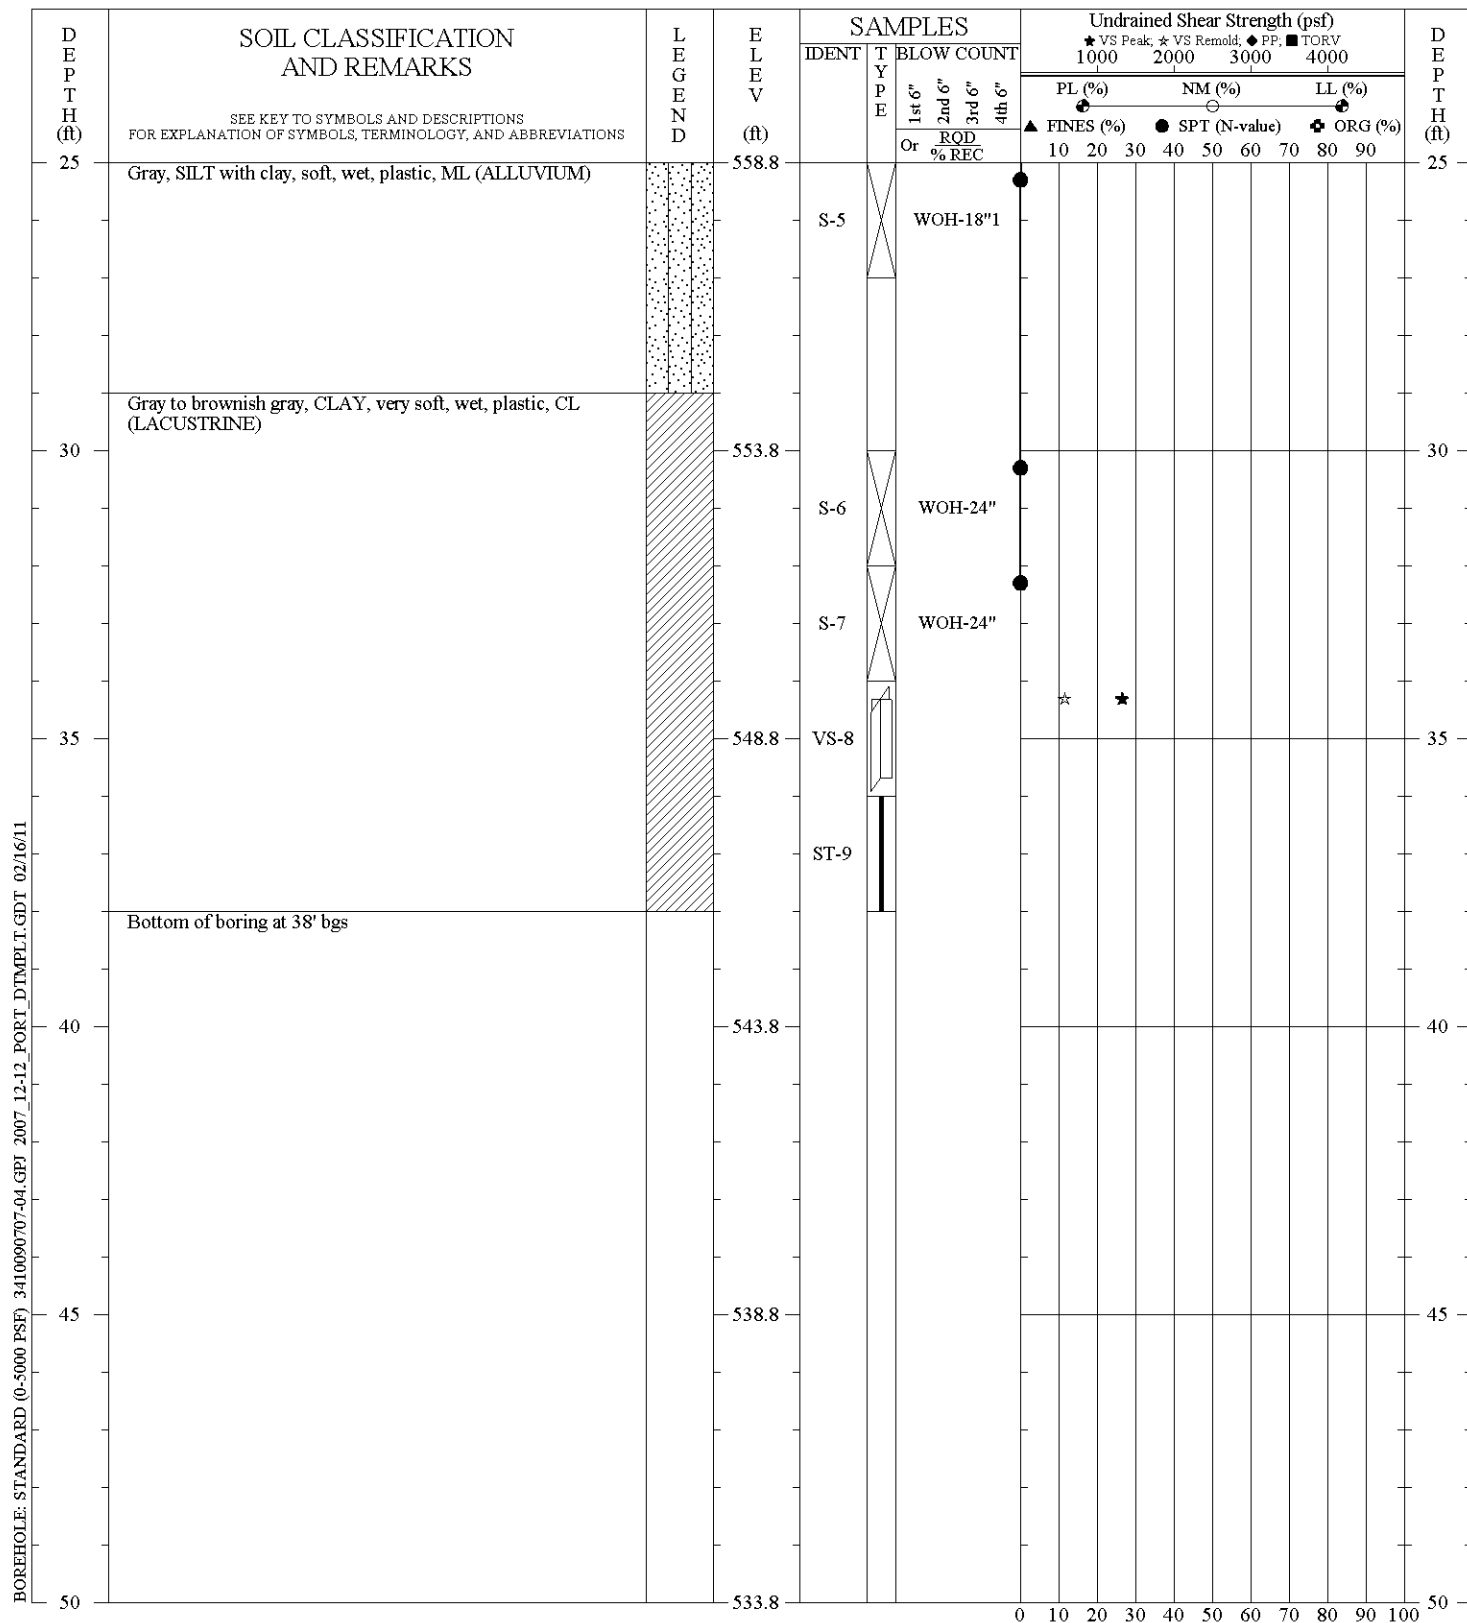 DEPTH (ft)
SOIL CLASSIFICATION
AND REMARKS
SEE KEY TO SYMBOLS AND DESCRIPTIONS
FOR EXPLANATION OF SYMBOLS, TERMINOLOGY, AND ABBREVIATIONS
LEGEND
ELEV (ft)
SAMPLES
IDENT
TYPE
BLOW COUNT
1st 6"
2nd 6"
3rd 6"
4th 6"
Or RQD
% REC
Undrained Shear Strength (psf)
★ VS Peak; ☆ VS Remold; ◆ PP; ■ TORV
1000 2000 3000 4000
PL (%) NM (%) LL (%)
▲ FINES (%) ● SPT (N-value) ✚ ORG (%)
10 20 30 40 50 60 70 80 90
DEPTH (ft)
25 558.8 25
Gray, SILT with clay, soft, wet, plastic, ML (ALLUVIUM)
S-5 WOH-18"1
Gray to brownish gray, CLAY, very soft, wet, plastic, CL
(LACUSTRINE)
30 553.8 30
S-6 WOH-24"
S-7 WOH-24"
35 548.8 VS-8 35
ST-9
Bottom of boring at 38' bgs
40 543.8 40
45 538.8 45
50 533.8 50
0 10 20 30 40 50 60 70 80 90 100
BOREHOLE: STANDARD (0-5000 PSF) 3410090707-04.GPJ 2007_12-12_PORT_DTMPLT.GDT 02/16/11